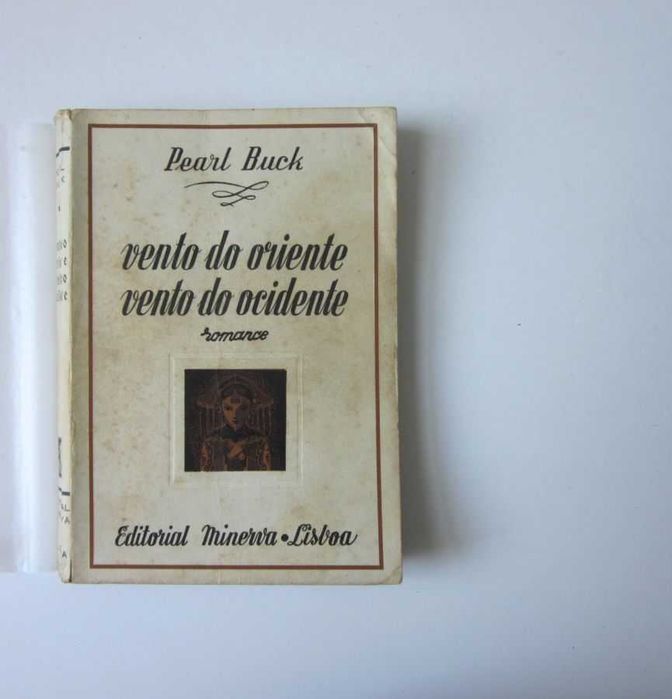 Pearl Buck
vento do oriente
vento do ocidente
romance
Editorial Minerva • Lisboa